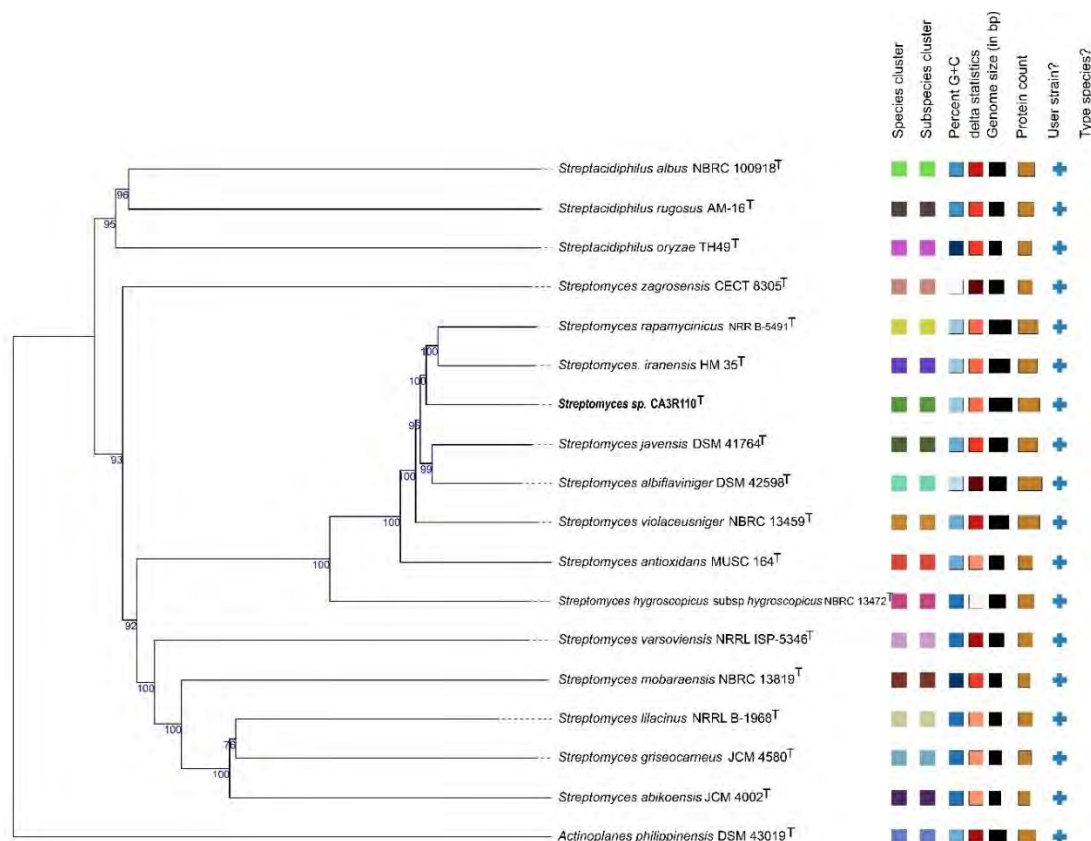 Species cluster
Subspecies cluster
Percent G+C
delta statistics
Genome size (in bp)
Protein count
User strain?
Type species?
Streptacidiphilus albus NBRC 100918T
96
Streptacidiphilus rugosus AM-16T
95
Streptacidiphilus oryzae TH49T
Streptomyces zagrosensis CECT 8305T
Streptomyces rapamycinicus NRR B-5491T
100
Streptomyces. iranensis HM 35T
100
Streptomyces sp. CA3R110T
95
Streptomyces javensis DSM 41764T
93
99
100
Streptomyces albiflaviniger DSM 42598T
Streptomyces violaceusniger NBRC 13459T
100
Streptomyces antioxidans MUSC 164T
100
Streptomyces hygroscopicus subsp hygroscopicus NBRC 13472T
92
Streptomyces varsoviensis NRRL ISP-5346T
100
Streptomyces mobaraensis NBRC 13819T
100
Streptomyces lilacinus NRRL B-1968T
76
Streptomyces griseocarneus JCM 4580T
100
Streptomyces abikoensis JCM 4002T
Actinoplanes philippinensis DSM 43019T